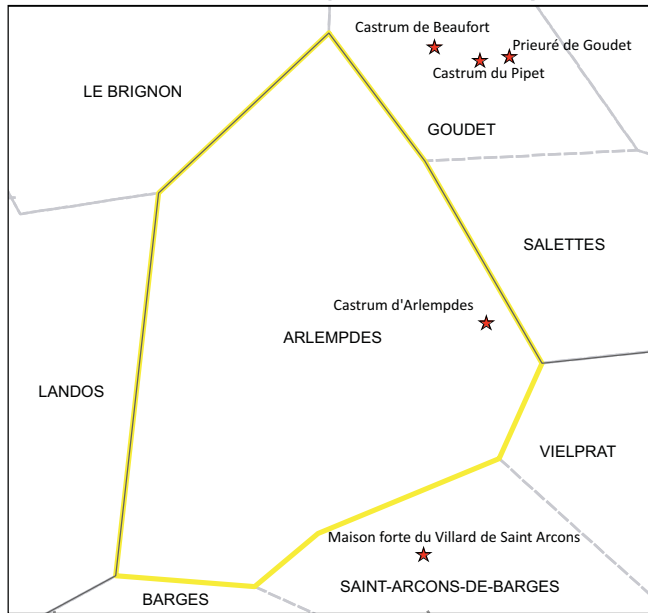 Castrum de Beaufort
Prieuré de Goudet
Castrum du Pipet
LE BRIGNON
GOUDET
SALETTES
Castrum d'Arlempdes
ARLEMPDES
LANDOS
VIELPRAT
Maison forte du Villard de Saint Arcons
SAINT-ARCONS-DE-BARGES
BARGES